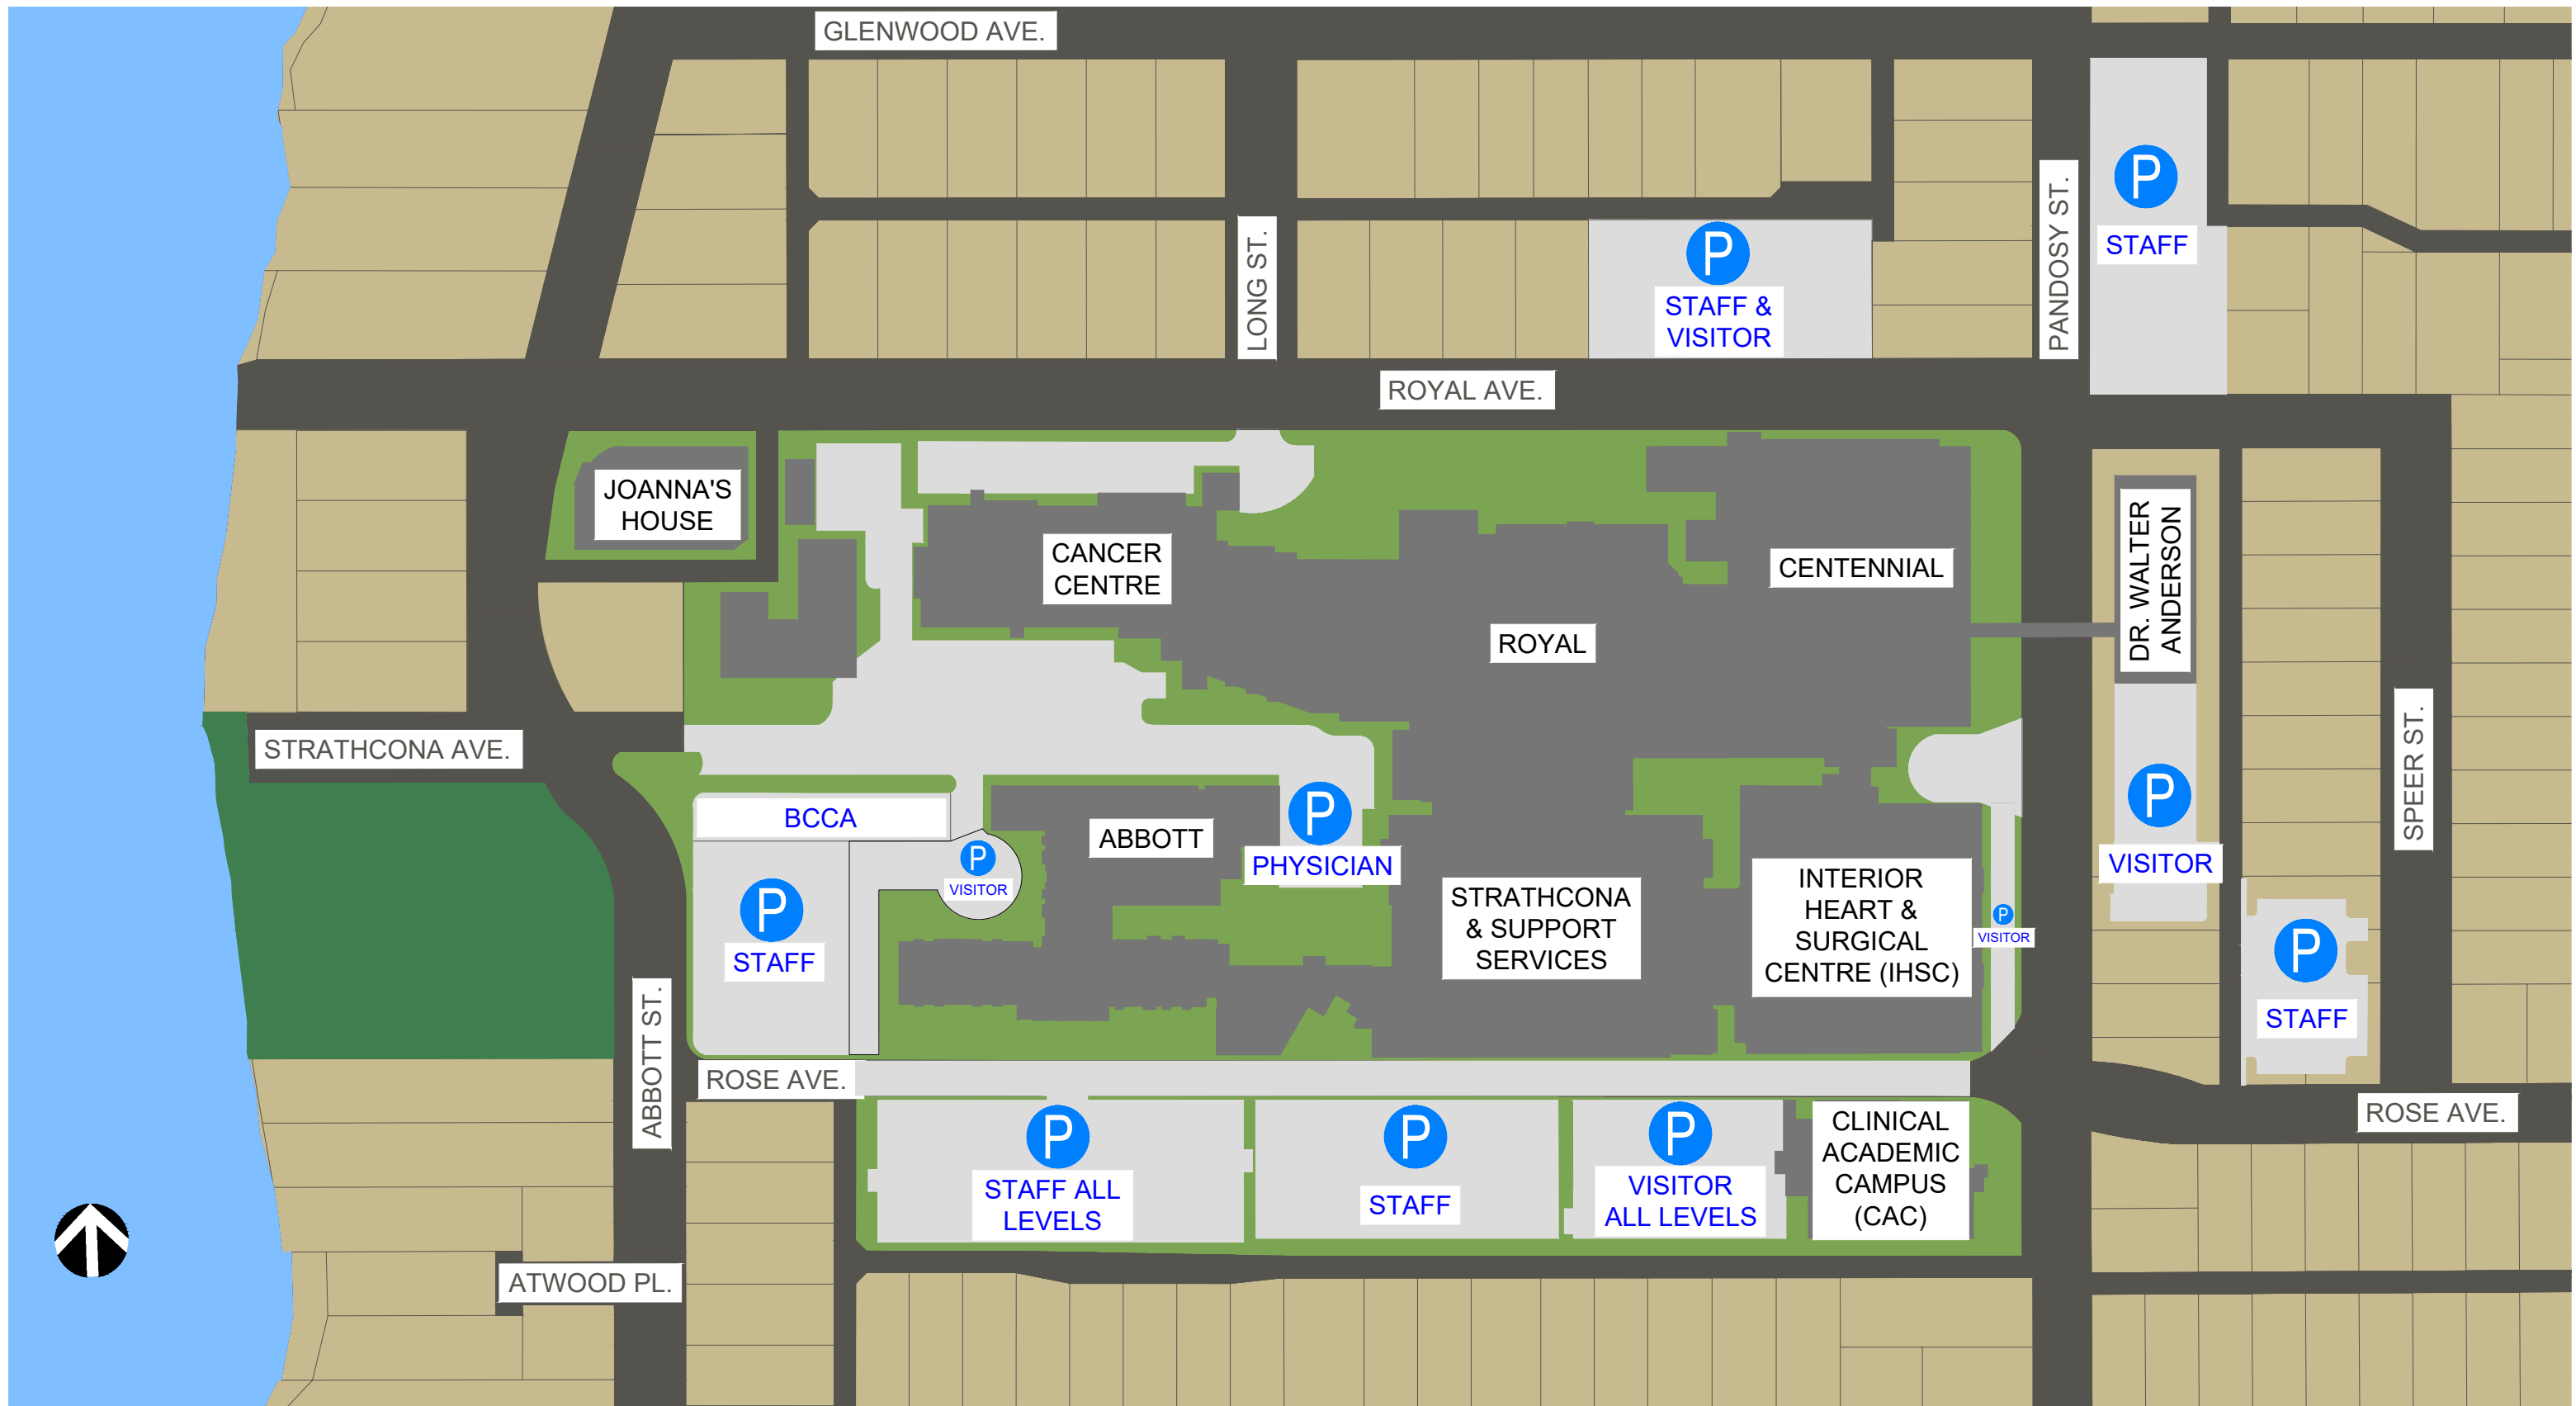 GLENWOOD AVE.
P
STAFF
PANDOSY ST.
LONG ST.
P
STAFF &
VISITOR
ROYAL AVE.
JOANNA'S
HOUSE
CANCER
CENTRE
CENTENNIAL
DR. WALTER
ANDERSON
ROYAL
STRATHCONA AVE.
SPEER ST.
BCCA
ABBOTT
P
PHYSICIAN
P
VISITOR
P
VISITOR
P
STAFF
STRATHCONA
& SUPPORT
SERVICES
INTERIOR
HEART &
SURGICAL
CENTRE (IHSC)
P
VISITOR
P
STAFF
ABBOTT ST.
ROSE AVE.
ROSE AVE.
P
STAFF ALL
LEVELS
P
STAFF
P
VISITOR
ALL LEVELS
CLINICAL
ACADEMIC
CAMPUS
(CAC)
ATWOOD PL.